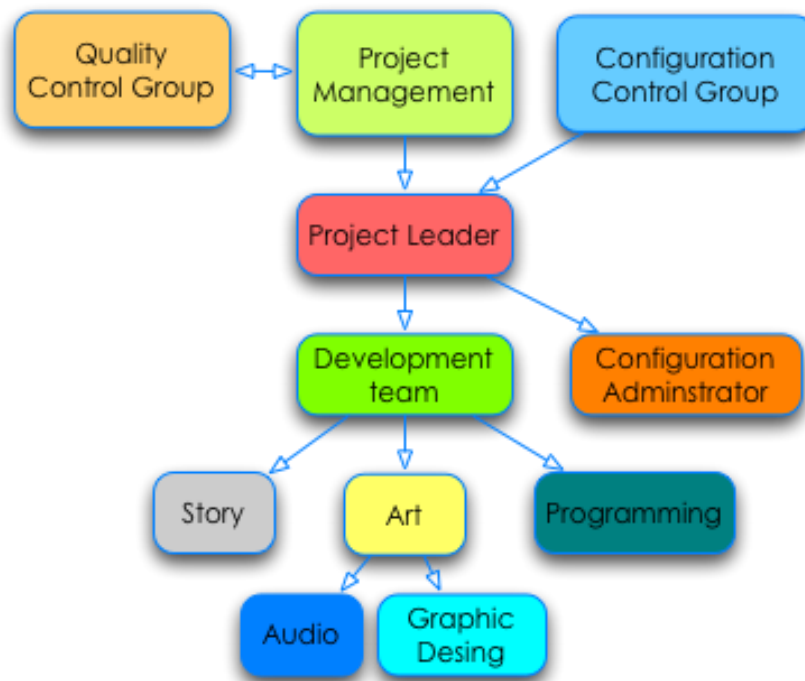 Quality
Control Group
Project
Management
Configuration
Control Group
Project Leader
Development
team
Configuration
Adminstrator
Story
Art
Programming
Audio
Graphic
Desing